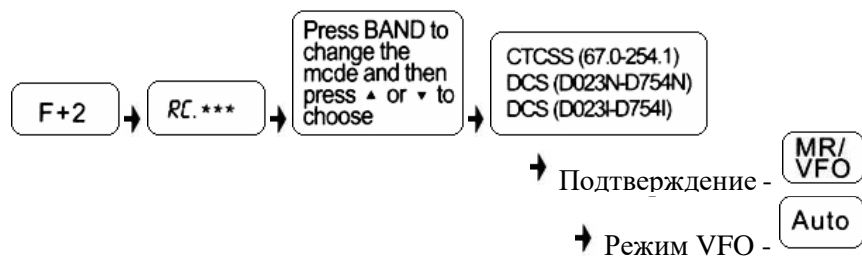 F+2
RC.***
Press BAND to
change the
mcde and then
press ▲ or ▼ to
choose
CTCSS (67.0-254.1)
DCS (D023N-D754N)
DCS (D023I-D754I)
Подтверждение - MR/
VFO
Режим VFO - Auto